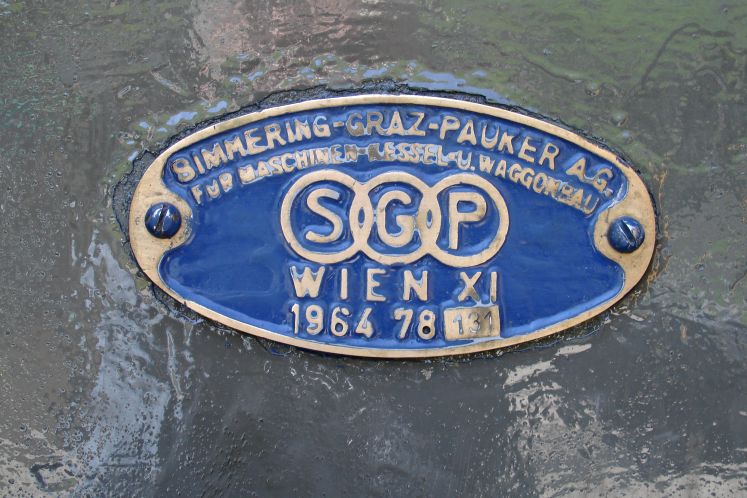 SIMMERING-GRAZ-PAUKER A.G.
FÜR MASCHINEN-KESSEL-U.WAGGONBAU
SGP
WIEN XI
1964 78 131